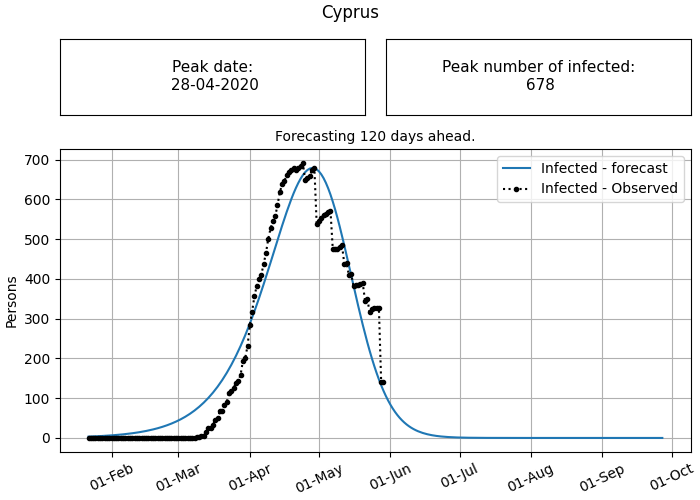 Cyprus
Peak date:
28-04-2020
Peak number of infected:
678
Forecasting 120 days ahead.
Infected - forecast
Infected - Observed
Persons
700
600
500
400
300
200
100
0
01-Feb
01-Mar
01-Apr
01-May
01-Jun
01-Jul
01-Aug
01-Sep
01-Oct